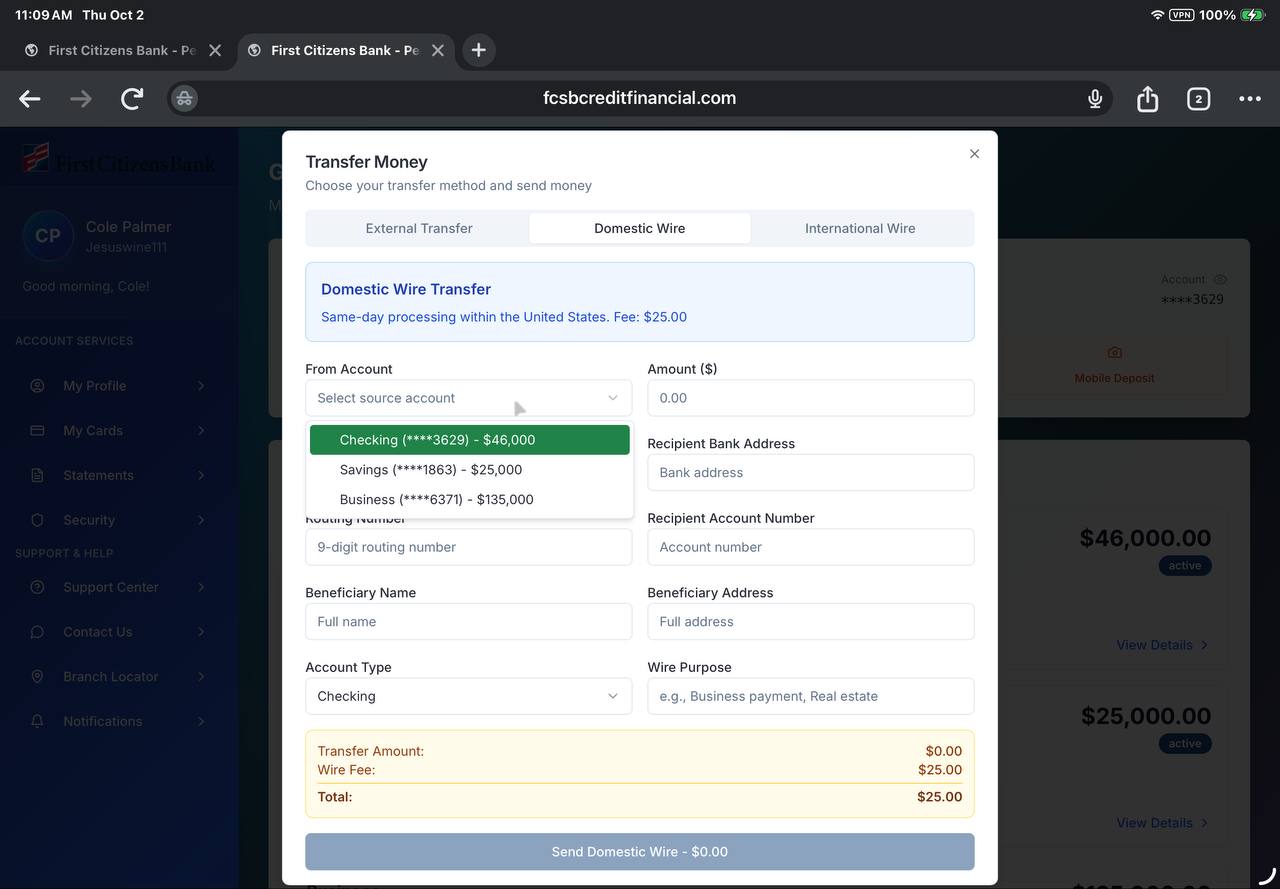 11:09 AM Thu Oct 2
VPN 100%
First Citizens Bank - Pe
First Citizens Bank - Pe
fcsbcreditfinancial.com
2
FirstCitizensBank
CP
Cole Palmer
Jesuswine111
Good morning, Cole!
ACCOUNT SERVICES
My Profile
My Cards
Statements
Security
SUPPORT & HELP
Support Center
Contact Us
Branch Locator
Notifications
G
M
Transfer Money
Choose your transfer method and send money
External Transfer
Domestic Wire
International Wire
Domestic Wire Transfer
Same-day processing within the United States. Fee: $25.00
From Account
Select source account
Checking (****3629) - $46,000
Savings (****1863) - $25,000
Business (****6371) - $135,000
Amount ($)
0.00
Recipient Bank Address
Bank address
Routing Number
9-digit routing number
Recipient Account Number
Account number
Beneficiary Name
Full name
Beneficiary Address
Full address
Account Type
Checking
Wire Purpose
e.g., Business payment, Real estate
Transfer Amount: $0.00
Wire Fee: $25.00
Total: $25.00
Send Domestic Wire - $0.00
Account:
****3629
Mobile Deposit
$46,000.00
active
View Details
$25,000.00
active
View Details
Business
$135,000.00